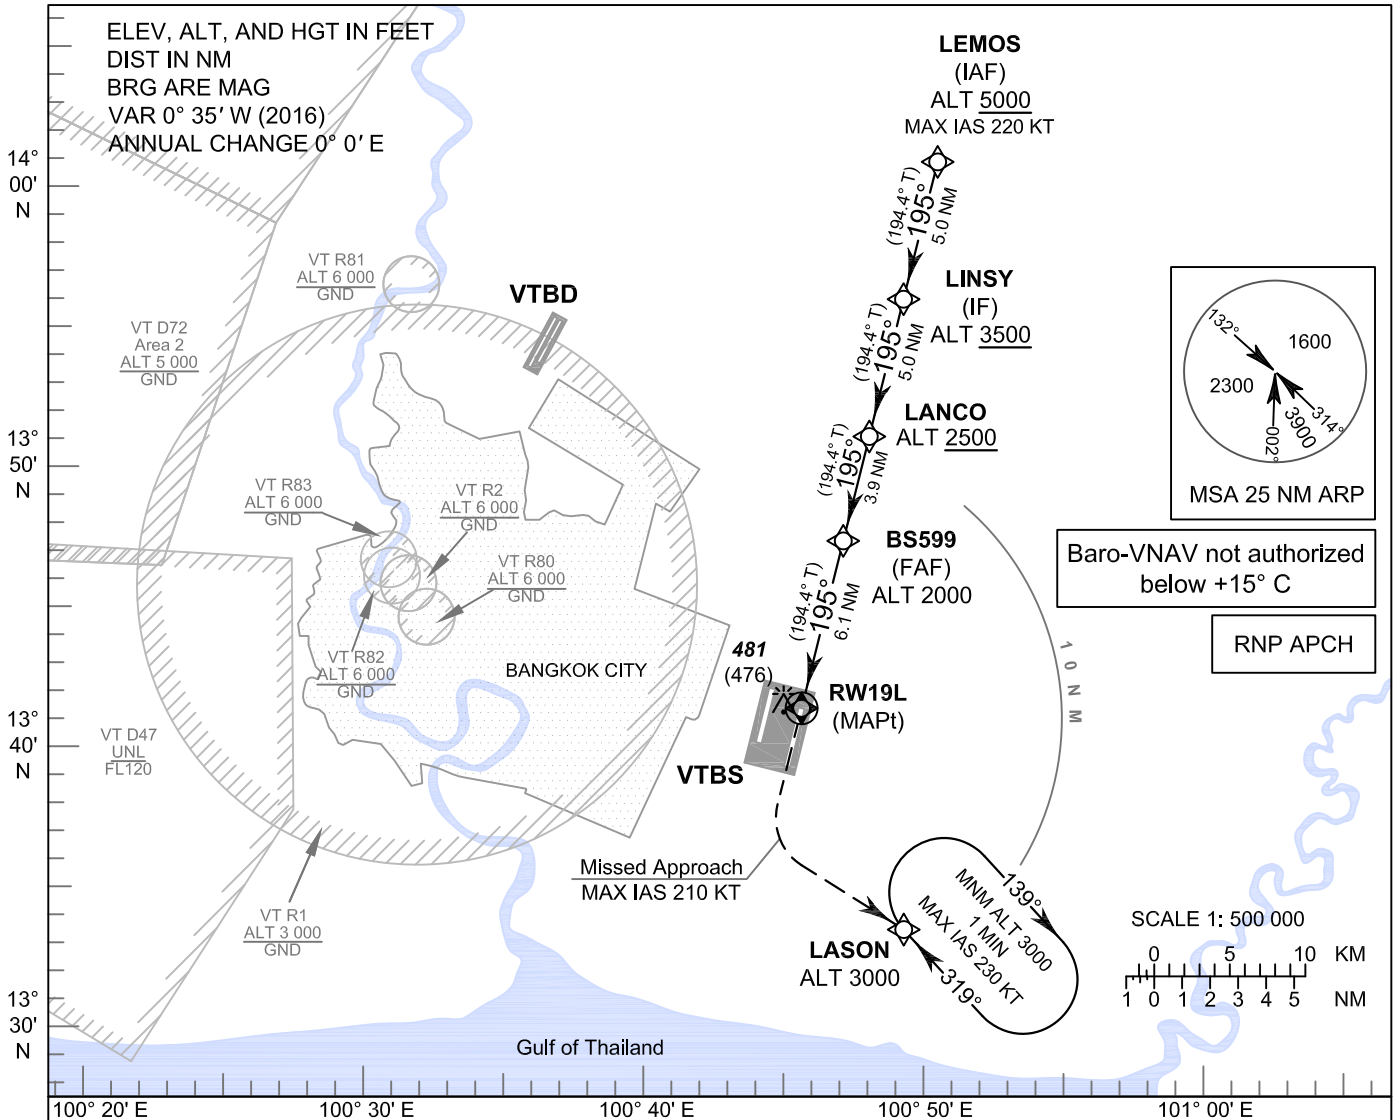 ELEV, ALT, AND HGT IN FEET
DIST IN NM
BRG ARE MAG
VAR 0° 35′ W (2016)
ANNUAL CHANGE 0° 0′ E
LEMOS
(IAF)
ALT 5000
MAX IAS 220 KT
14°
00'
N
(194.4° T)
195°
5.0 NM
VT R81
ALT 6 000
GND
VTBD
LINSY
(IF)
ALT 3500
VT D72
Area 2
ALT 5 000
GND
(194.4° T)
195°
5.0 NM
132°
1600
2300
3900
314°
002°
MSA 25 NM ARP
LANCO
ALT 2500
13°
50'
N
(194.4° T)
195°
3.9 NM
VT R83
ALT 6 000
GND
VT R2
ALT 6 000
GND
BS599
(FAF)
ALT 2000
Baro-VNAV not authorized
below +15° C
VT R80
ALT 6 000
GND
(194.4° T)
195°
6.1 NM
RNP APCH
10NM
VT R82
ALT 6 000
GND
BANGKOK CITY
481
(476)
RW19L
(MAPt)
13°
40'
N
VT D47
UNL
FL120
VTBS
Missed Approach
MAX IAS 210 KT
139°
MNM ALT 3000
1 MIN
MAX IAS 230 KT
319°
VT R1
ALT 3 000
GND
LASON
ALT 3000
SCALE 1: 500 000
0 5 10 KM
1 0 1 2 3 4 5 NM
13°
30'
N
Gulf of Thailand
100° 20' E
100° 30' E
100° 40' E
100° 50' E
101° 00' E